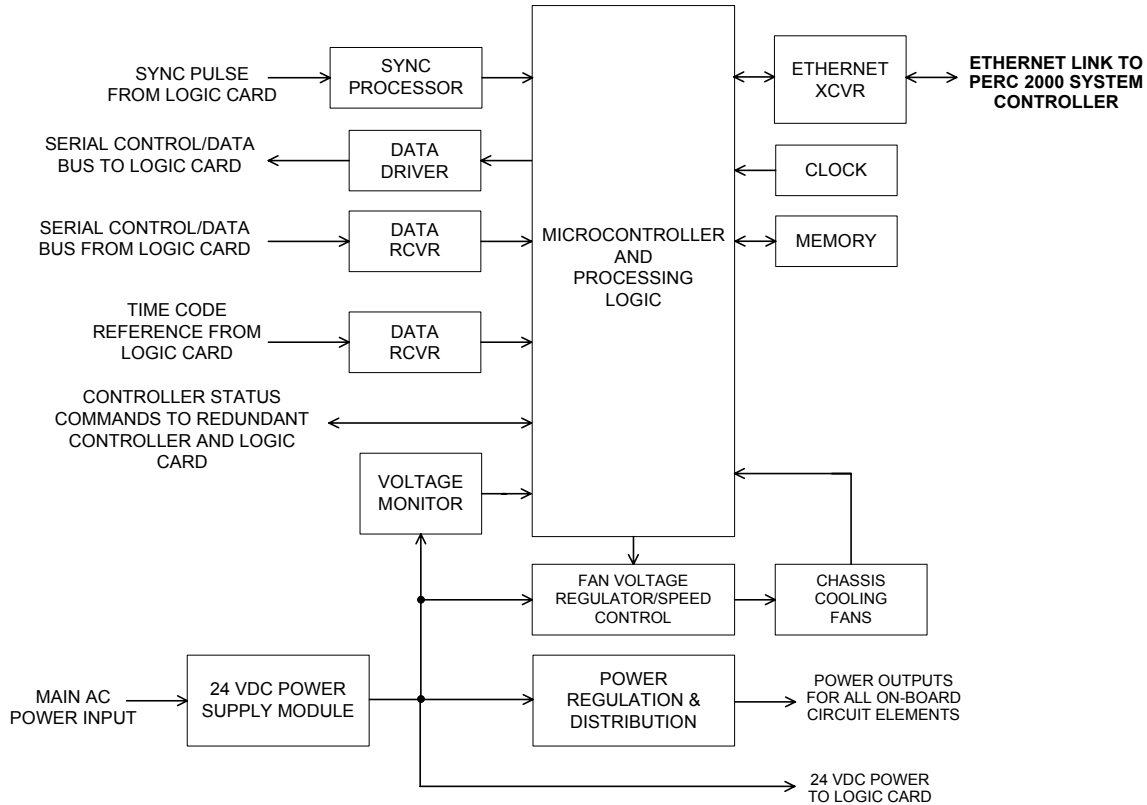 SYNC PULSE
FROM LOGIC CARD
SYNC
PROCESSOR
ETHERNET
XCVR
ETHERNET LINK TO
PERC 2000 SYSTEM
CONTROLLER
SERIAL CONTROL/DATA
BUS TO LOGIC CARD
DATA
DRIVER
CLOCK
SERIAL CONTROL/DATA
BUS FROM LOGIC CARD
DATA
RCVR
MICROCONTROLLER
AND
PROCESSING
LOGIC
MEMORY
TIME CODE
REFERENCE FROM
LOGIC CARD
DATA
RCVR
CONTROLLER STATUS
COMMANDS TO REDUNDANT
CONTROLLER AND LOGIC
CARD
VOLTAGE
MONITOR
FAN VOLTAGE
REGULATOR/SPEED
CONTROL
CHASSIS
COOLING
FANS
MAIN AC
POWER INPUT
24 VDC POWER
SUPPLY MODULE
POWER
REGULATION &
DISTRIBUTION
POWER OUTPUTS
FOR ALL ON-BOARD
CIRCUIT ELEMENTS
24 VDC POWER
TO LOGIC CARD